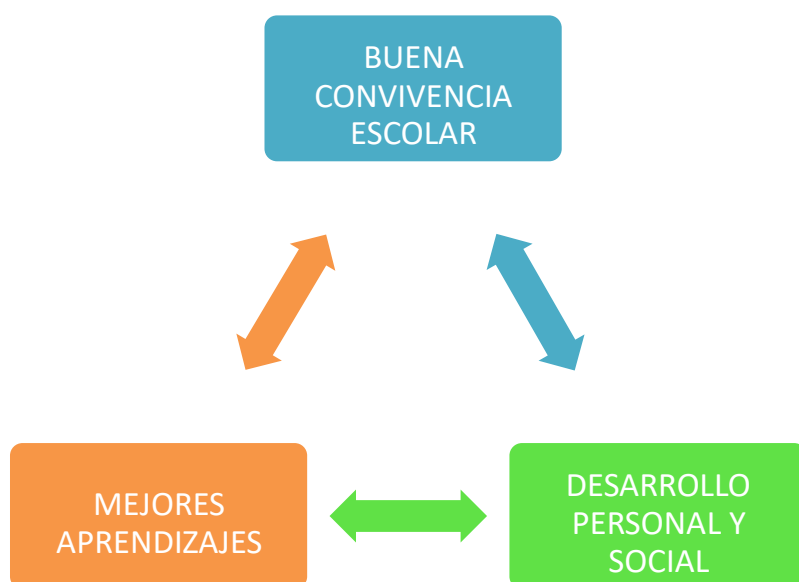 BUENA
CONVIVENCIA
ESCOLAR
MEJORES
APRENDIZAJES
DESARROLLO
PERSONAL Y
SOCIAL